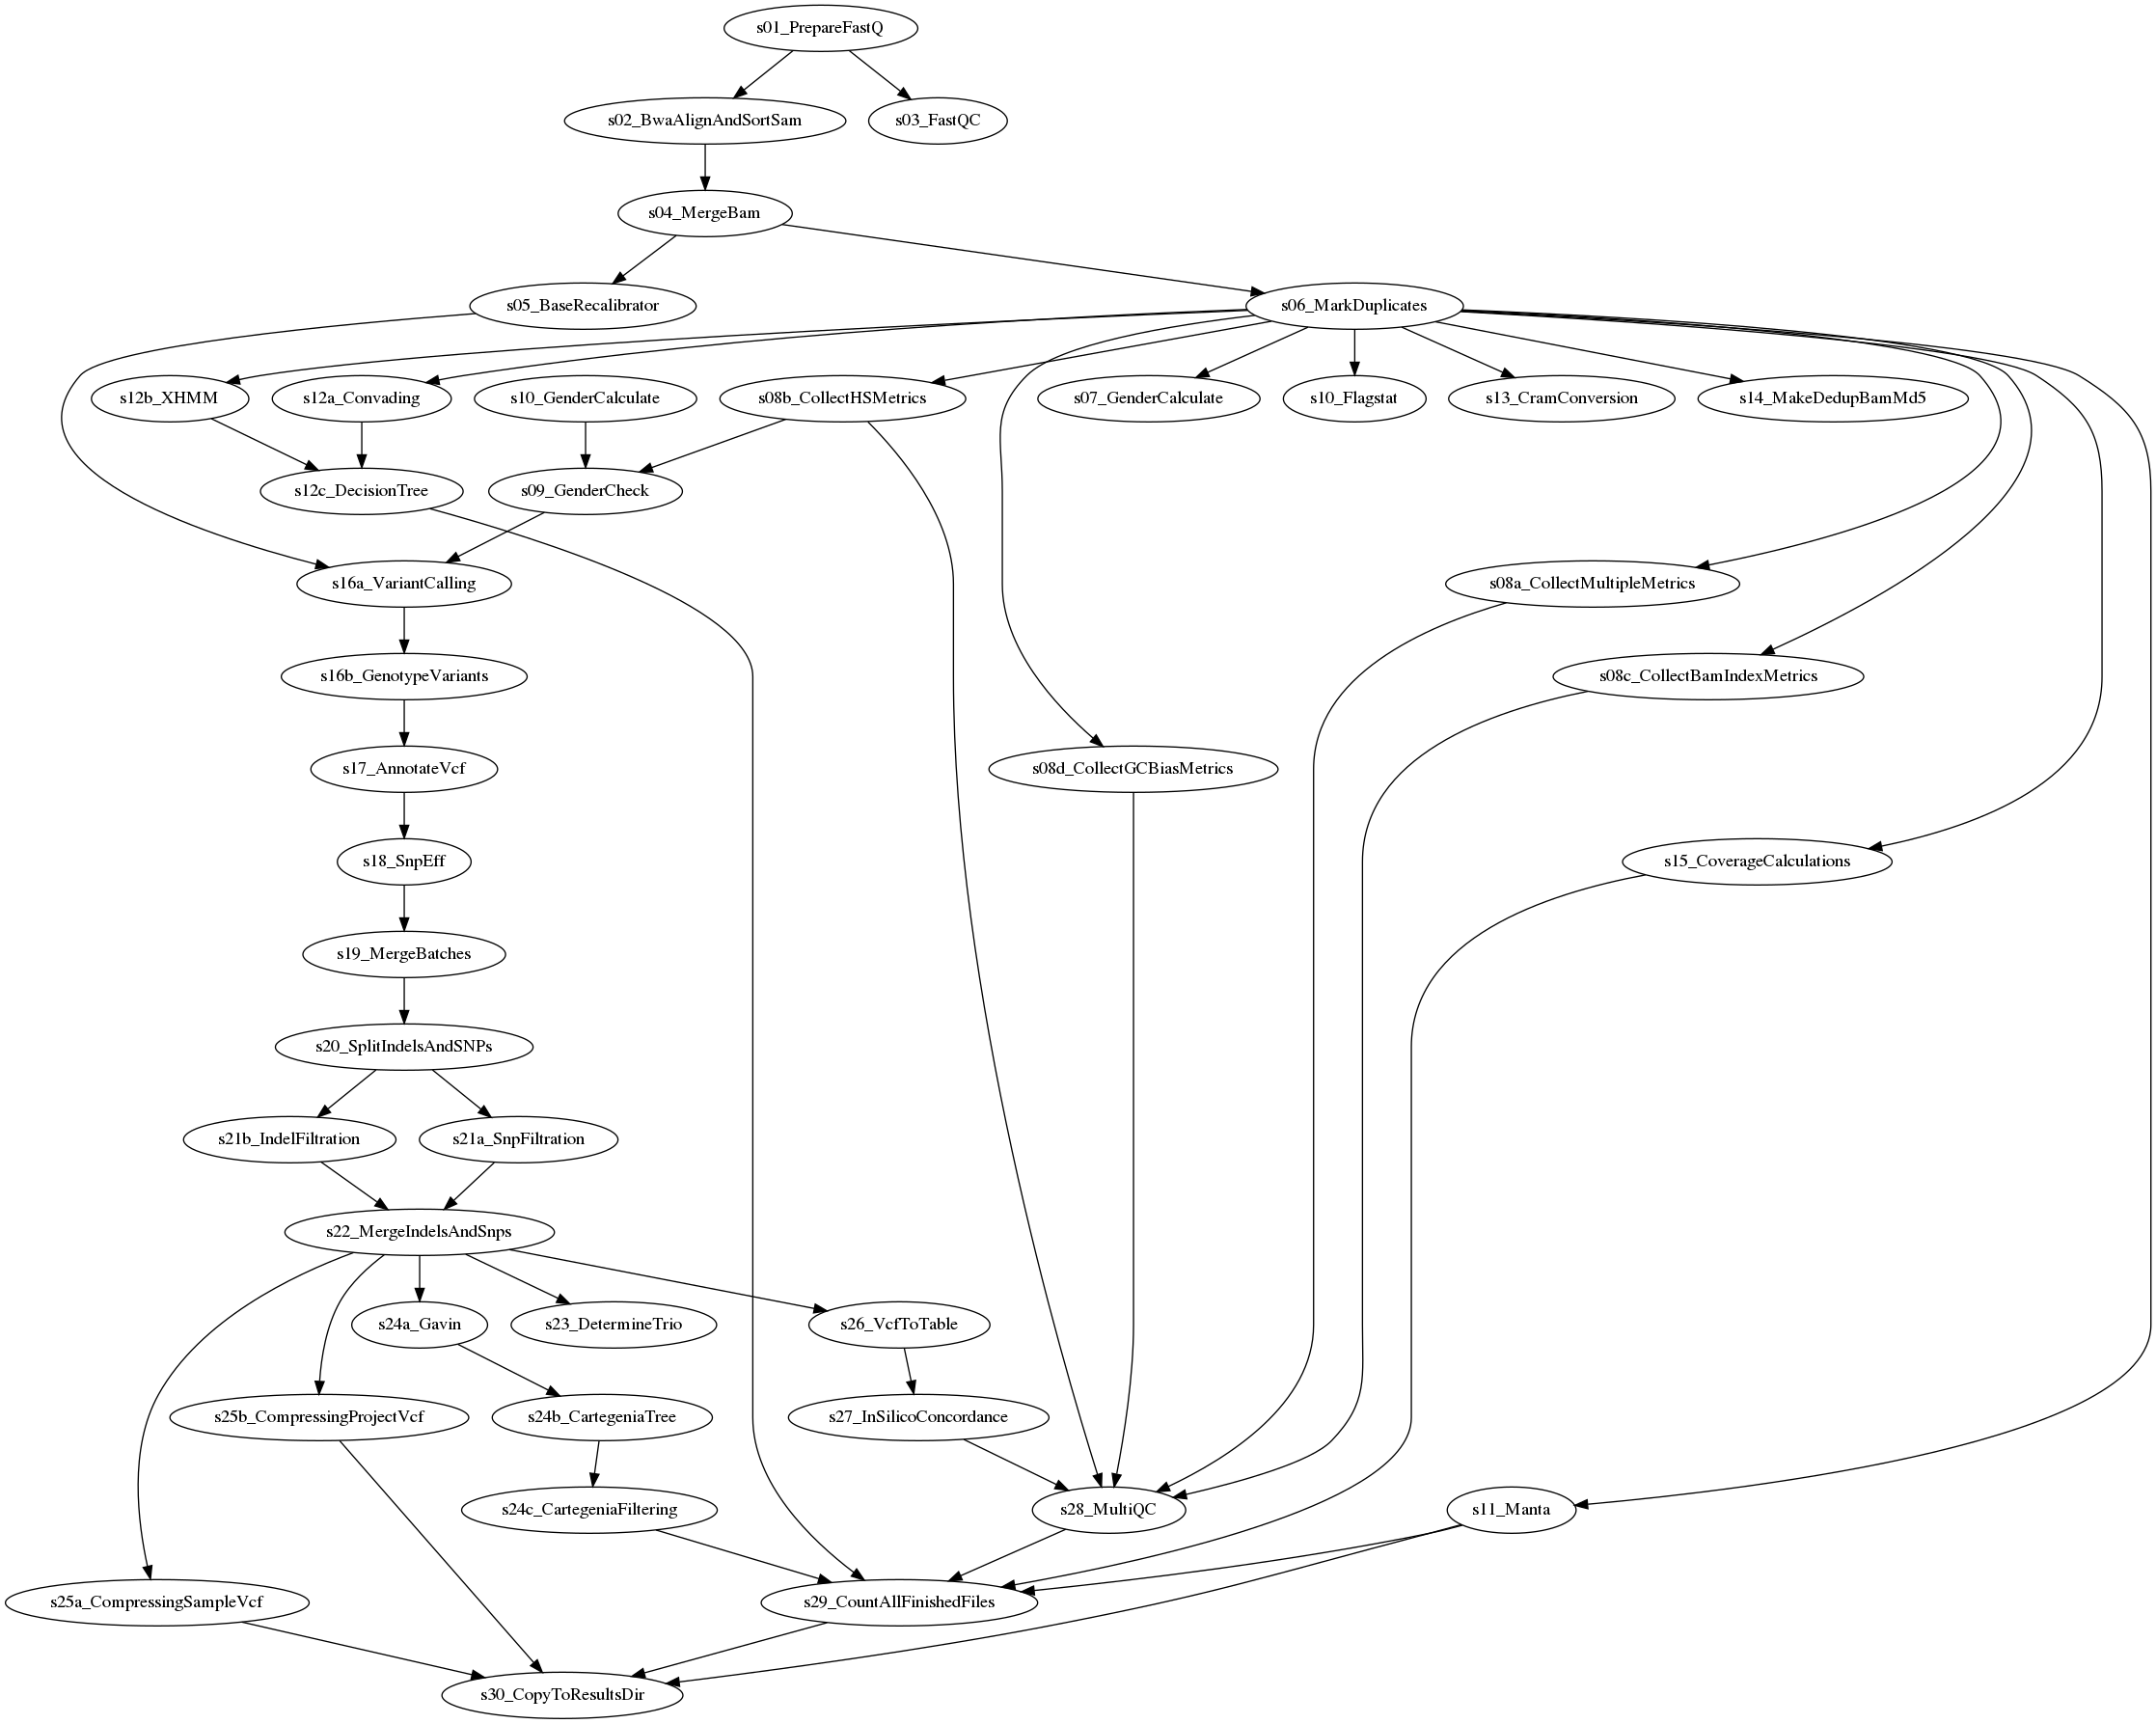 s01_PrepareFastQ
s02_BwaAlignAndSortSam
s03_FastQC
s04_MergeBam
s05_BaseRecalibrator
s06_MarkDuplicates
s12b_XHMM
s12a_Convading
s10_GenderCalculate
s08b_CollectHSMetrics
s07_GenderCalculate
s10_Flagstat
s13_CramConversion
s14_MakeDedupBamMd5
s12c_DecisionTree
s09_GenderCheck
s16a_VariantCalling
s08a_CollectMultipleMetrics
s16b_GenotypeVariants
s08c_CollectBamIndexMetrics
s17_AnnotateVcf
s08d_CollectGCBiasMetrics
s18_SnpEff
s15_CoverageCalculations
s19_MergeBatches
s20_SplitIndelsAndSNPs
s21b_IndelFiltration
s21a_SnpFiltration
s22_MergeIndelsAndSnps
s24a_Gavin
s23_DetermineTrio
s26_VcfToTable
s25b_CompressingProjectVcf
s24b_CartegeniaTree
s27_InSilicoConcordance
s24c_CartegeniaFiltering
s28_MultiQC
s11_Manta
s25a_CompressingSampleVcf
s29_CountAllFinishedFiles
s30_CopyToResultsDir